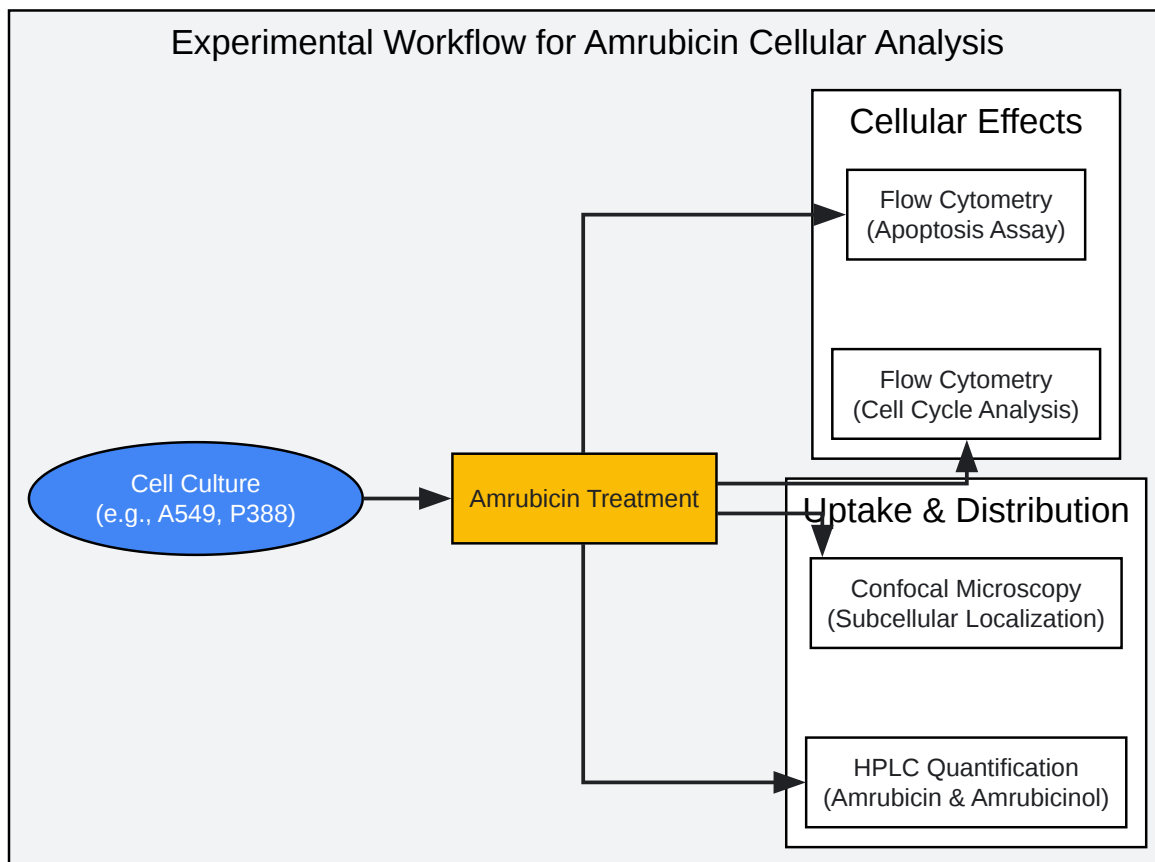 Experimental Workflow for Amrubicin Cellular Analysis
Cellular Effects
Flow Cytometry
(Apoptosis Assay)
Flow Cytometry
(Cell Cycle Analysis)
Cell Culture
(e.g., A549, P388)
Amrubicin Treatment
Uptake & Distribution
Confocal Microscopy
(Subcellular Localization)
HPLC Quantification
(Amrubicin & Amrubicinol)